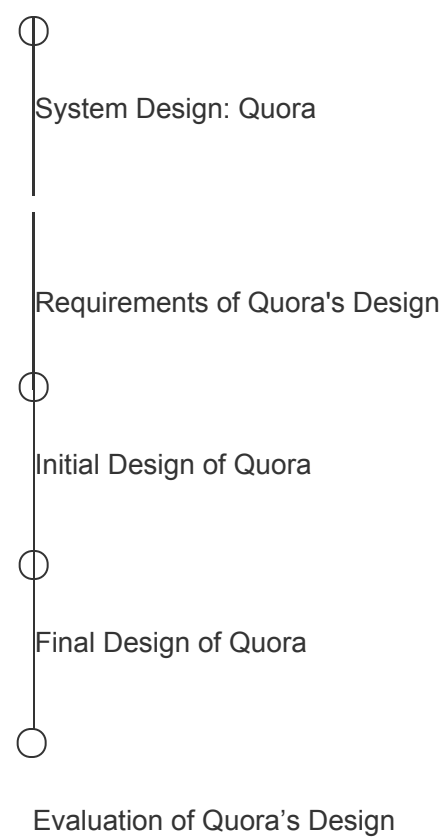 System Design: Quora
Requirements of Quora's Design
Initial Design of Quora
Final Design of Quora
Evaluation of Quora’s Design